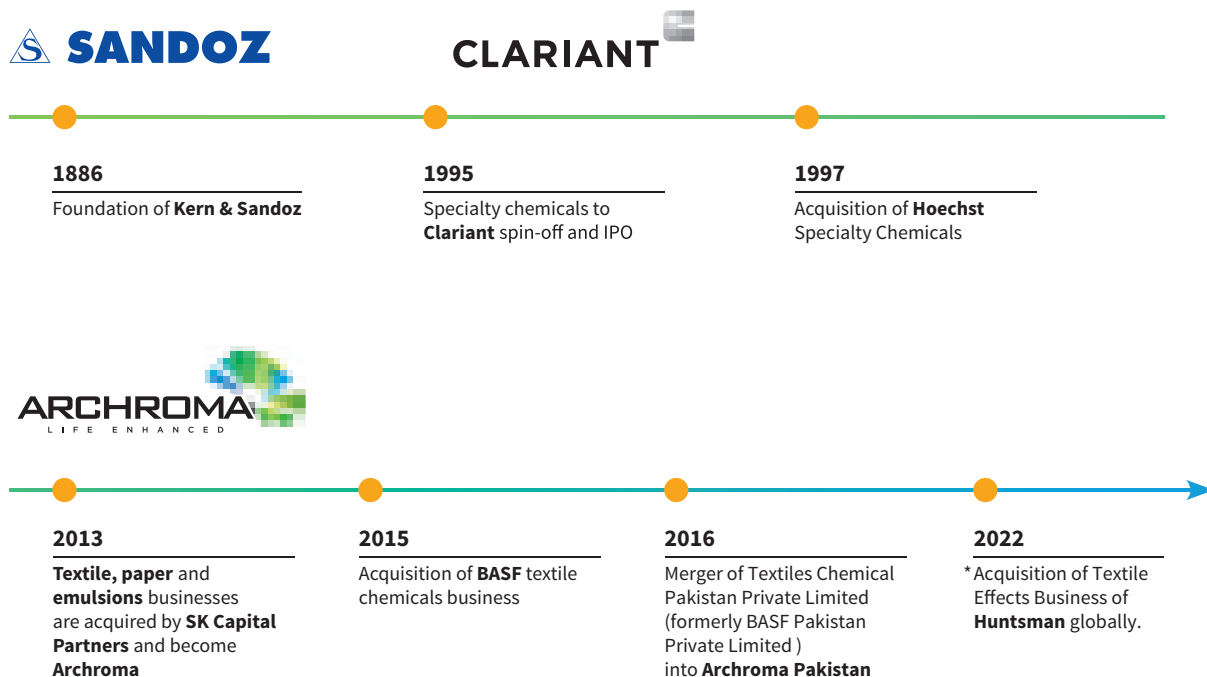 S SANDOZ
CLARIANT
1886
Foundation of Kern & Sandoz
1995
Specialty chemicals to
Clariant spin-off and IPO
1997
Acquisition of Hoechst
Specialty Chemicals
ARCHROMA
LIFE ENHANCED
2013
Textile, paper and
emulsions businesses
are acquired by SK Capital
Partners and become
Archroma
2015
Acquisition of BASF textile
chemicals business
2016
Merger of Textiles Chemical
Pakistan Private Limited
(formerly BASF Pakistan
Private Limited )
into Archroma Pakistan
2022
*Acquisition of Textile
Effects Business of
Huntsman globally.